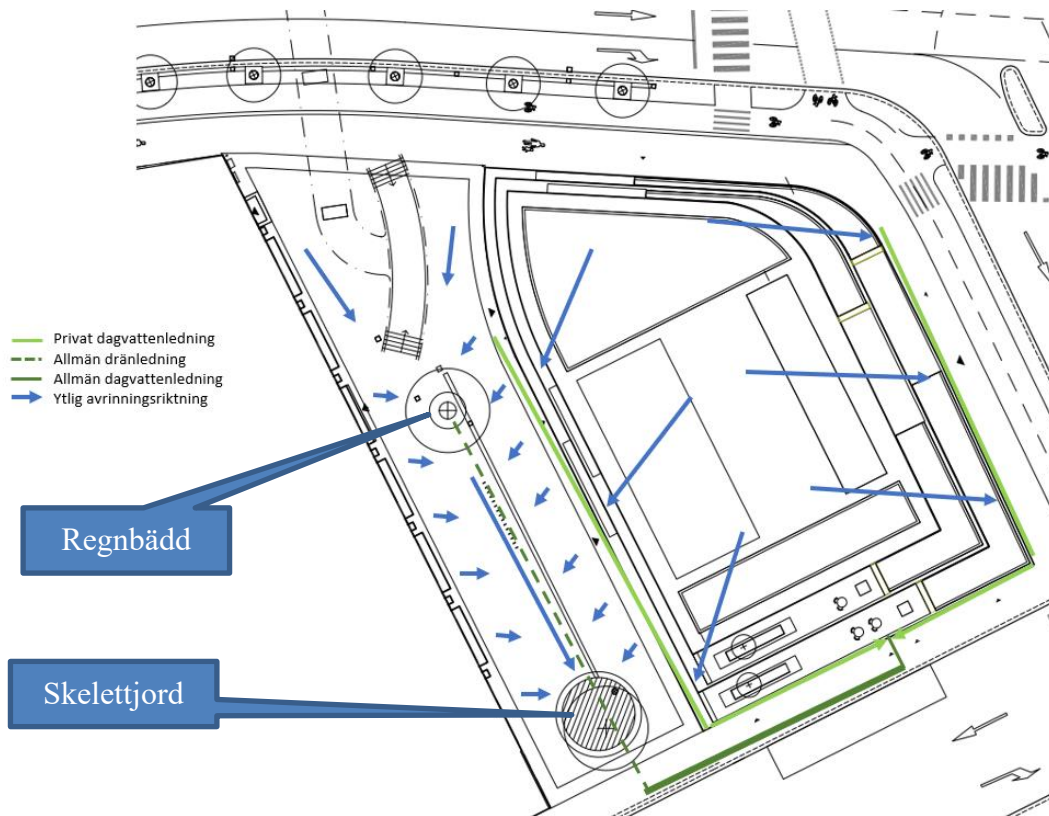 Privat dagvattenledning
Allmän dränledning
Allmän dagvattenledning
Ytlig avrinningsriktning
Regnbädd
Skelettjord